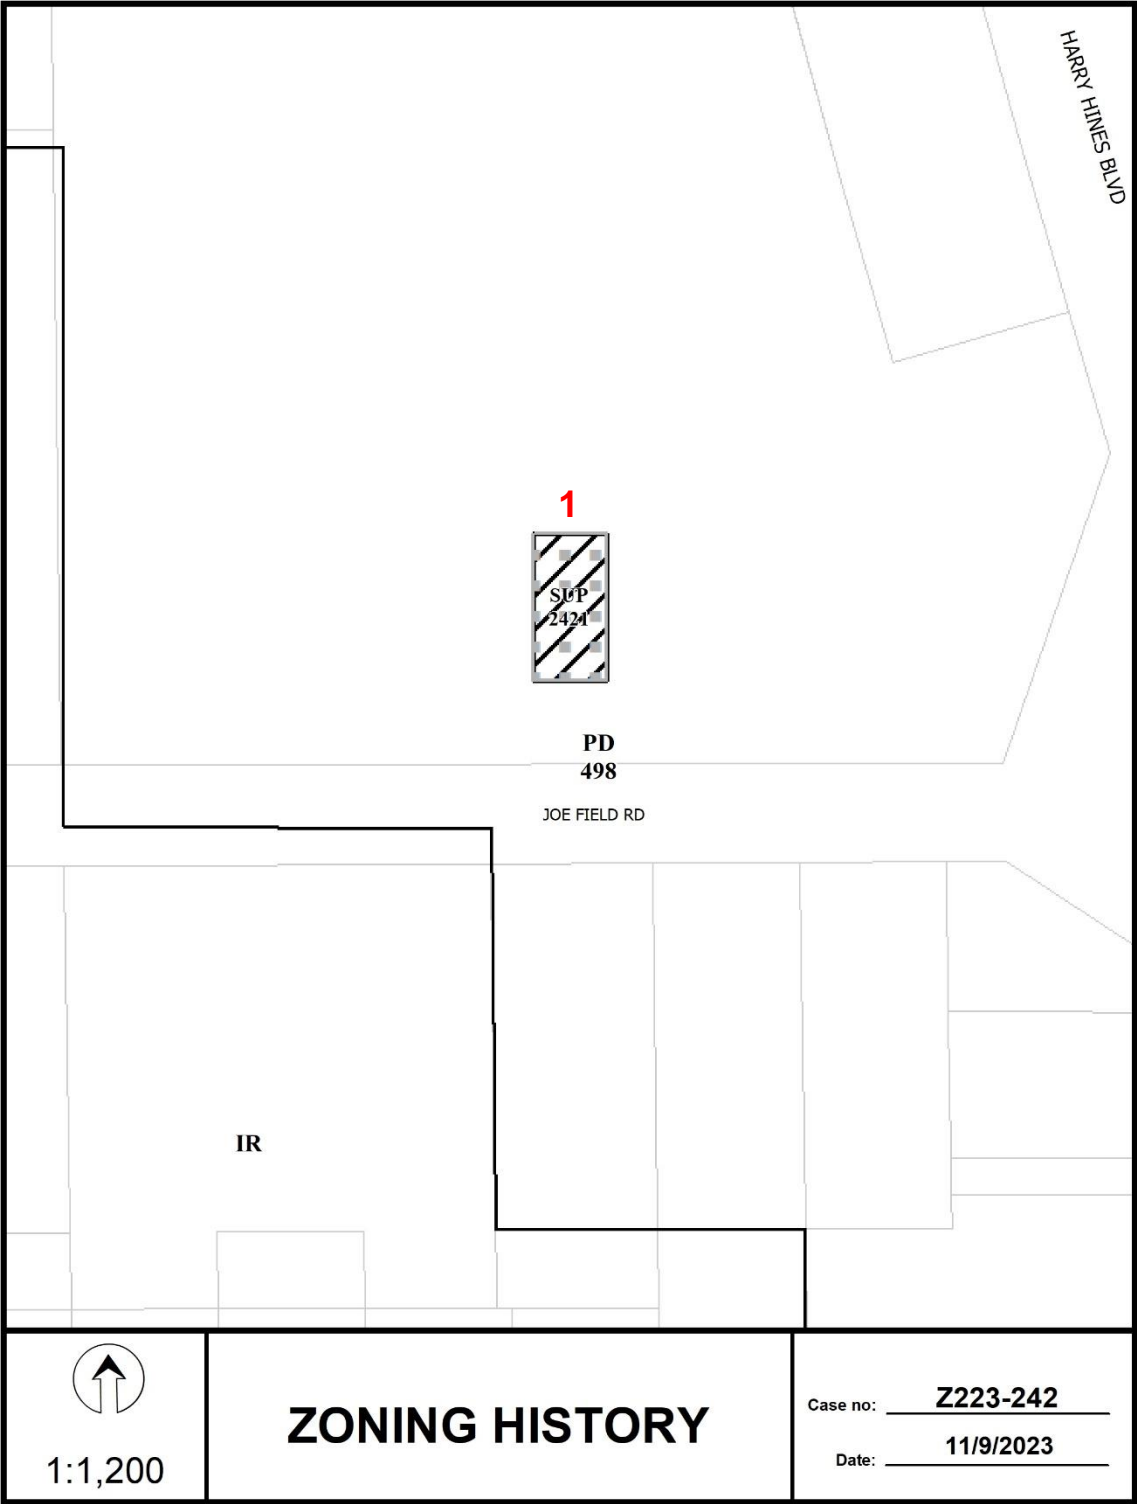 HARRY HINES BLVD
1
SUP
2421
PD
498
JOE FIELD RD
IR
1:1,200
ZONING HISTORY
Case no: Z223-242
Date: 11/9/2023